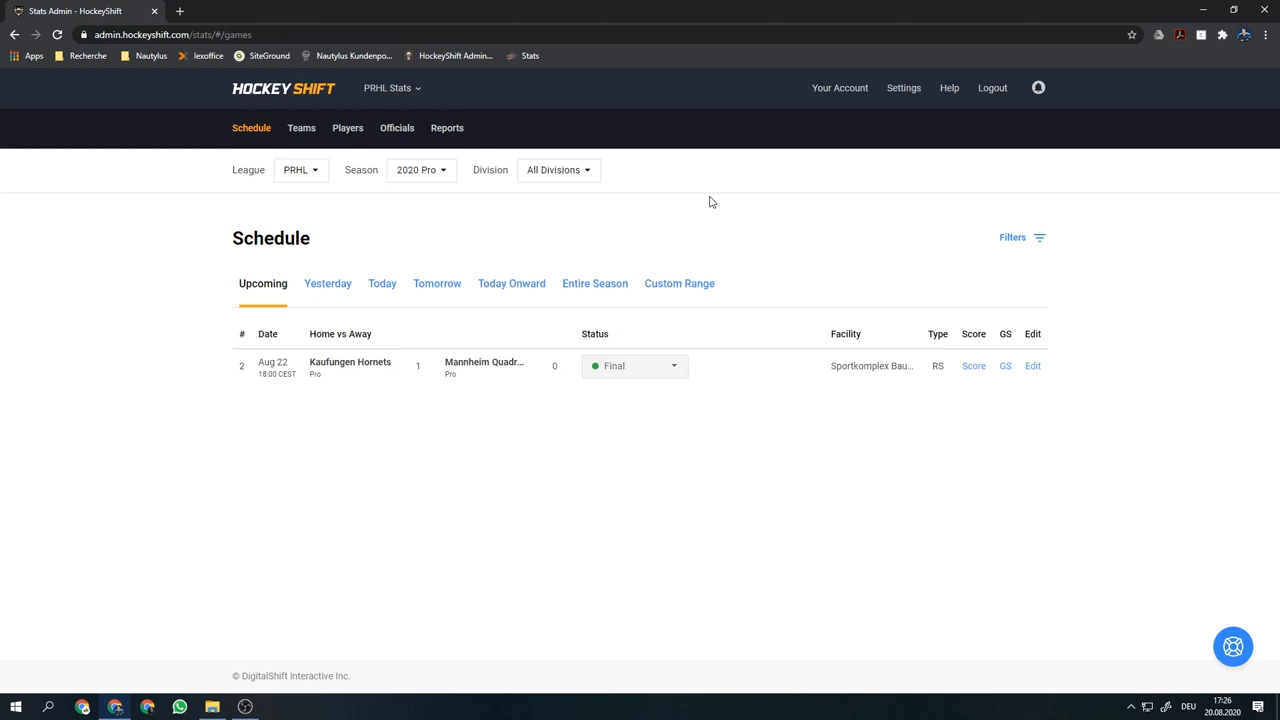 Stats Admin - HockeyShift
admin.hockeyshift.com/stats/#/games
Apps Recherche Nautylus lexoffice SiteGround Nautylus Kundenpo... HockeyShift Admin... Stats
HOCKEY SHIFT PRHL Stats Your Account Settings Help Logout
Schedule Teams Players Officials Reports
League PRHL Season 2020 Pro Division All Divisions
Schedule Filters
Upcoming Yesterday Today Tomorrow Today Onward Entire Season Custom Range
# Date Home vs Away Status Facility Type Score GS Edit
2 Aug 22 Kaufungen Hornets 1 Mannheim Quadr... 0 Final Sportkomplex Bau... RS Score GS Edit
18:00 CEST Pro Pro
© DigitalShift Interactive Inc.
DEU 17:26
20.08.2020